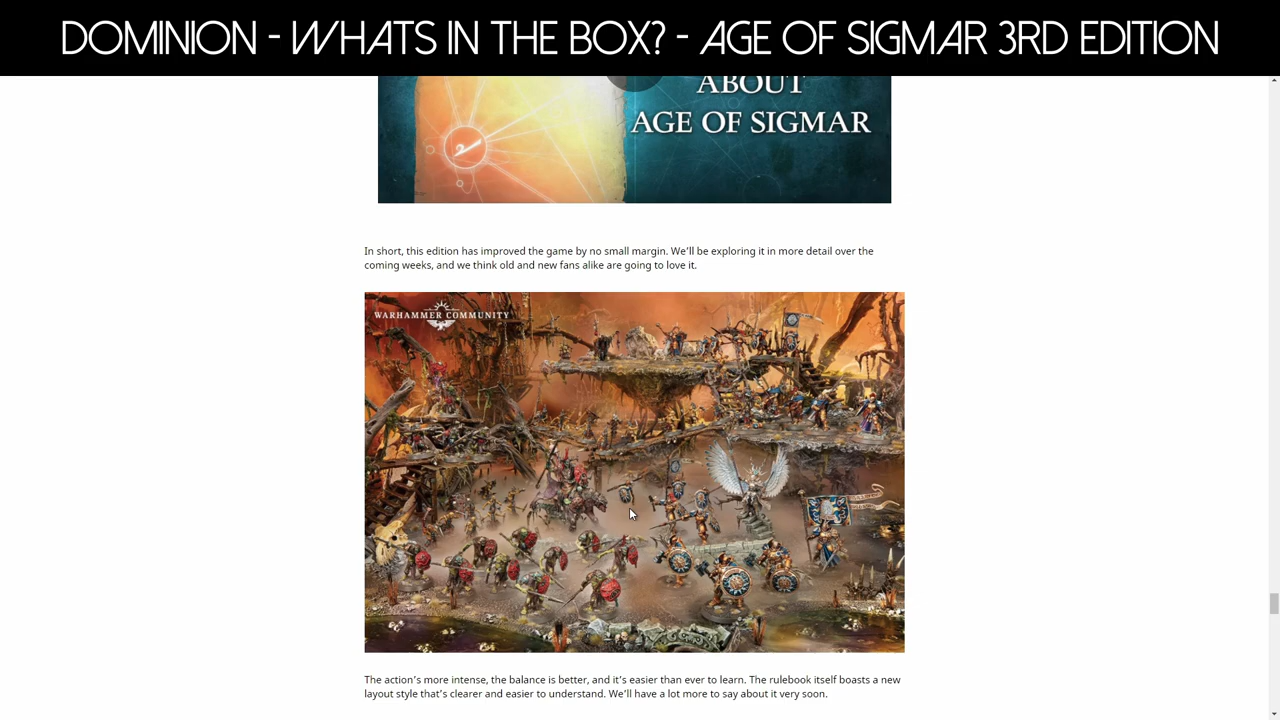 DOMINION - WHATS IN THE BOX? - AGE OF SIGMAR 3RD EDITION
ABOUT
AGE OF SIGMAR
In short, this edition has improved the game by no small margin. We'll be exploring it in more detail over the
coming weeks, and we think old and new fans alike are going to love it.
WARHAMMER COMMUNITY
The action's more intense, the balance is better, and it's easier than ever to learn. The rulebook itself boasts a new
layout style that's clearer and easier to understand. We'll have a lot more to say about it very soon.